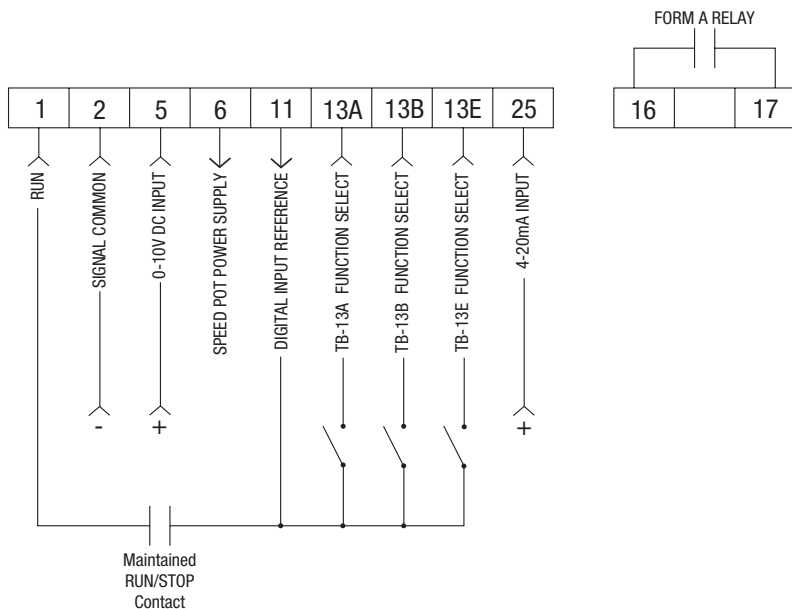 FORM A RELAY
1 2 5 6 11 13A 13B 13E 25 16 17
RUN
SIGNAL COMMON
0-10V DC INPUT
SPEED POT POWER SUPPLY
DIGITAL INPUT REFERENCE
TB-13A FUNCTION SELECT
TB-13B FUNCTION SELECT
TB-13E FUNCTION SELECT
4-20mA INPUT
- + +
Maintained
RUN/STOP
Contact